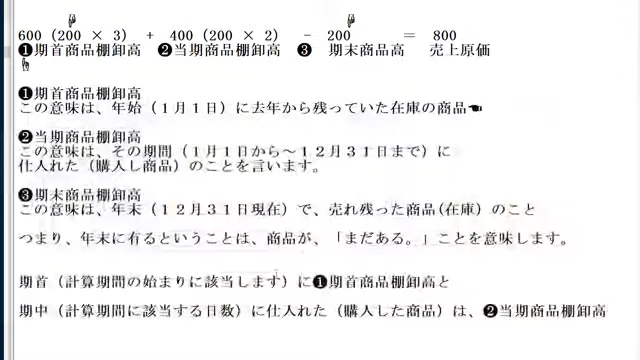 600 (200 × 3) + 400 (200 × 2) - 200 = 800
❶期首商品棚卸高 ❷当期商品棚卸高 ❸ 期末商品高 売上原価
❶期首商品棚卸高
この意味は、年始（１月１日）に去年から残っていた在庫の商品
❷当期商品棚卸高
この意味は、その期間（１月１日から～１２月３１日まで）に
仕入れた（購入し商品）のことを言います。
❸期末商品棚卸高
この意味は、年末（１２月３１日現在）で、売れ残った商品(在庫）のこと
つまり、年末に有るということは、商品が、「まだある。」ことを意味します。
期首（計算期間の始まりに該当します）に❶期首商品棚卸高と
期中（計算期間に該当する日数）に仕入れた（購入した商品）は、❷当期商品棚卸高